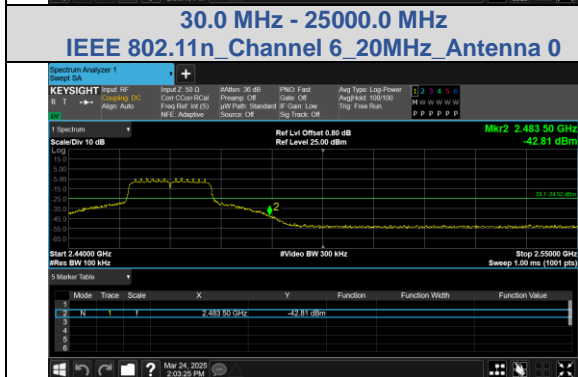 30.0 MHz - 25000.0 MHz
IEEE 802.11n_Channel 6_20MHz_Antenna 0
Spectrum Analyzer 1
Swept SA
+
KEYSIGHT Input: RF Input Z: 50 Ω #Atten: 36 dB PNO: Fast Avg Type: Log-Power 1 2 3 4 5 6
R T Coupling: DC Corr CCorr RCal Preamp: Off Gate: Off Avg|Hold: 100/100 M W W W W W
Align: Auto Freq Ref: Int (S) µW Path: Standard IF Gain: Low Trig: Free Run
NFE: Adaptive Source: Off Sig Track: Off P P P P P P
1 Spectrum Ref Lvl Offset 0.80 dB Mkr2 2.483 50 GHz
Scale/Div 10 dB Ref Level 25.00 dBm -42.81 dBm
Log
15.0
5.00
-5.00
-15.0
-25.0 DL1 -24.52 dBm
-35.0
2
-45.0
-55.0
-65.0
Start 2.44000 GHz #Video BW 300 kHz Stop 2.55000 GHz
#Res BW 100 kHz Sweep 1.00 ms (1001 pts)
5 Marker Table
Mode Trace Scale X Y Function Function Width Function Value
1
2 N 1 f 2.483 50 GHz -42.81 dBm
3
4
5
6
? Mar 24, 2025
2:03:25 PM